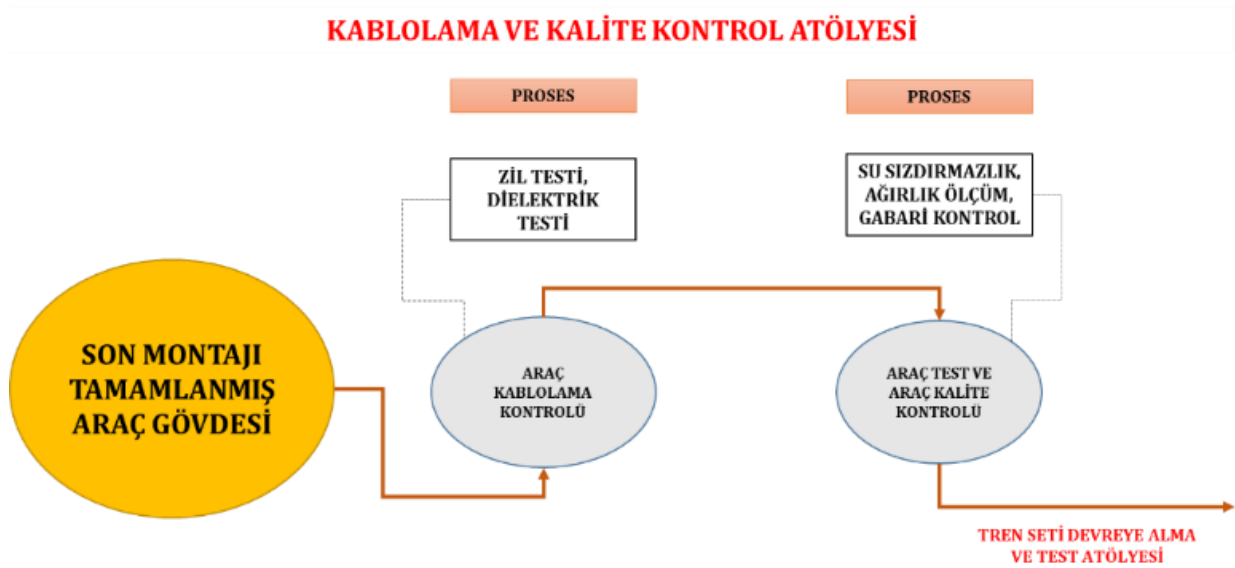 KABLOLAMA VE KALİTE KONTROL ATÖLYESİ
PROSES
PROSES
ZİL TESTİ,
DİELEKTRİK
TESTİ
SU SIZDIRMAZLIK,
AĞIRLIK ÖLÇÜM,
GABARİ KONTROL
SON MONTAJI
TAMAMLANMIŞ
ARAÇ GÖVDESİ
ARAÇ
KABLOLAMA
KONTROLÜ
ARAÇ TEST VE
ARAÇ KALİTE
KONTROLÜ
TREN SETİ DEVREYE ALMA
VE TEST ATÖLYESİ